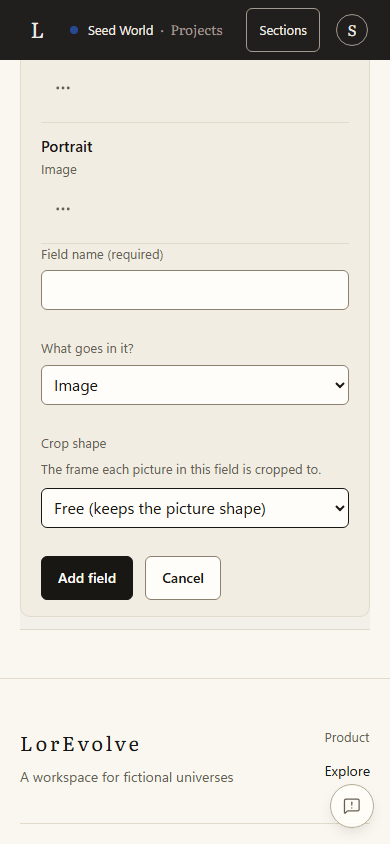 L
Seed World · Projects
Sections
S
...
Portrait
Image
...
Field name (required)
What goes in it?
Image
Crop shape
The frame each picture in this field is cropped to.
Free (keeps the picture shape)
Add field
Cancel
LorEvolve
A workspace for fictional universes
Product
Explore